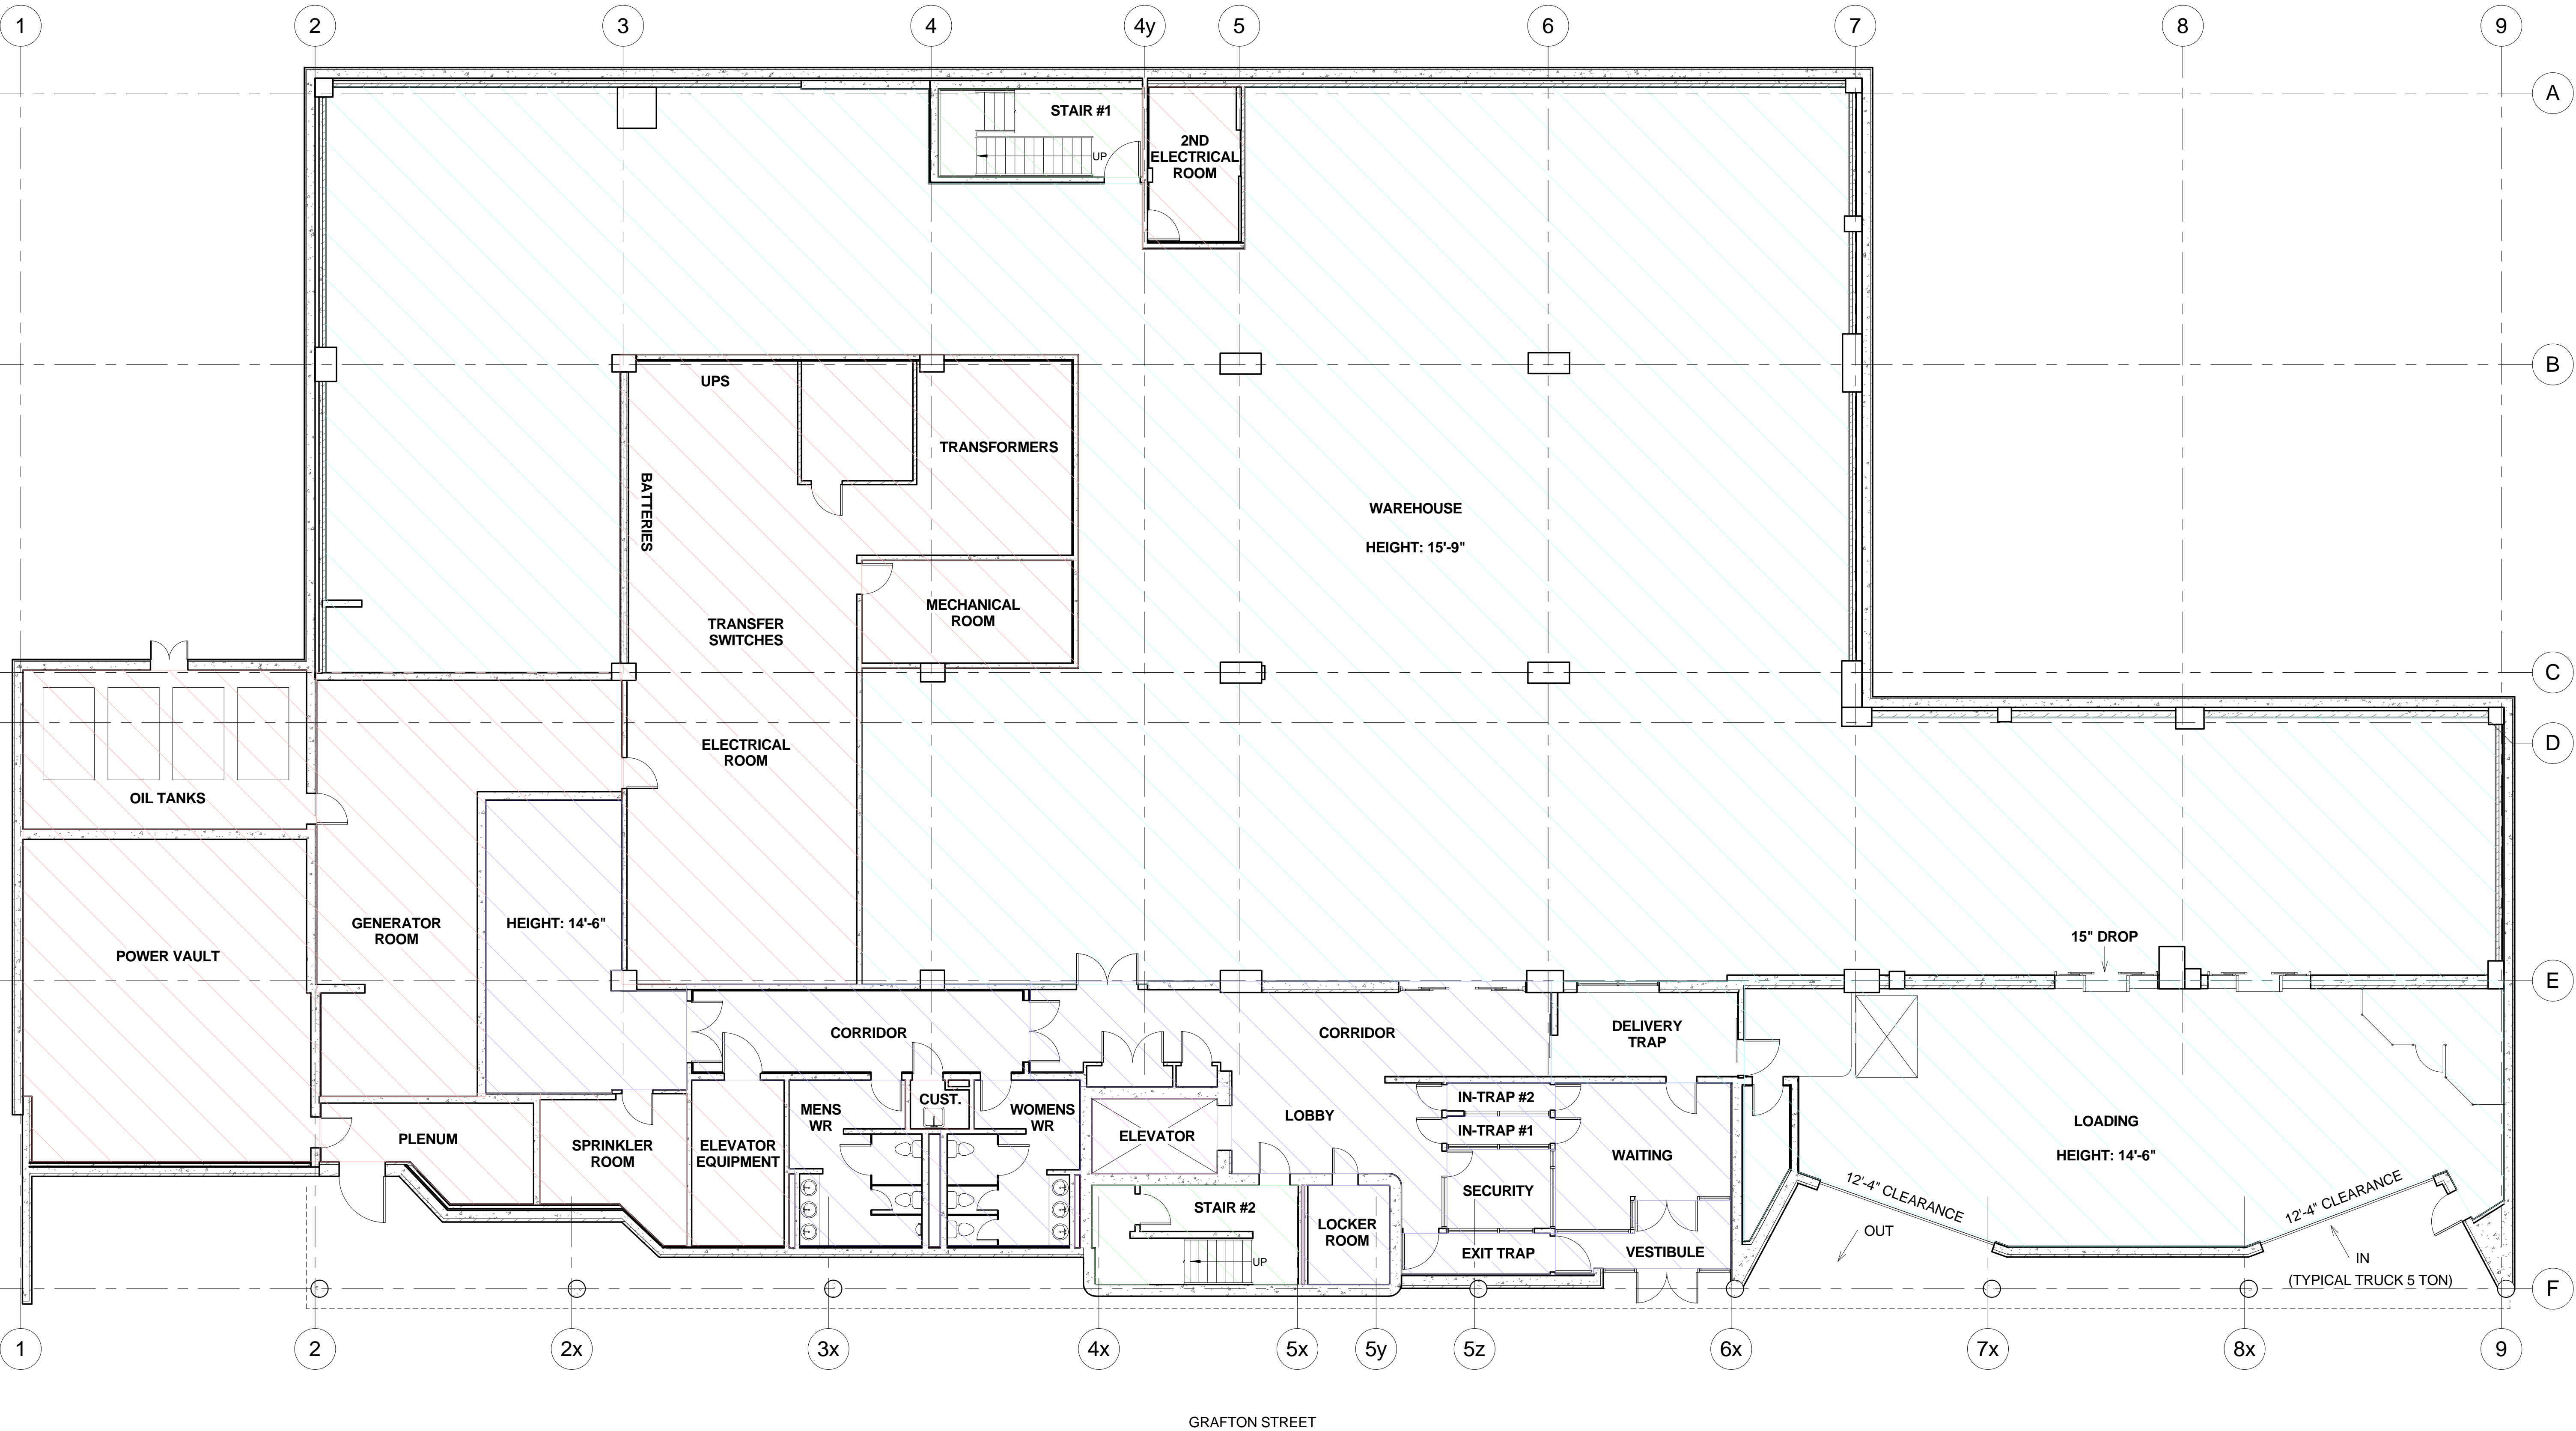 1 2 3 4 4y 5 6 7 8 9
A
STAIR #1
UP
2ND
ELECTRICAL
ROOM
B
UPS
TRANSFORMERS
BATTERIES
WAREHOUSE
HEIGHT: 15'-9"
MECHANICAL
ROOM
TRANSFER
SWITCHES
C
D
ELECTRICAL
ROOM
OIL TANKS
GENERATOR
ROOM
HEIGHT: 14'-6"
POWER VAULT
15" DROP
E
CORRIDOR
CORRIDOR
DELIVERY
TRAP
CUST.
MENS
WR
WOMENS
WR
LOBBY
IN-TRAP #2
IN-TRAP #1
ELEVATOR
PLENUM
SPRINKLER
ROOM
ELEVATOR
EQUIPMENT
WAITING
LOADING
HEIGHT: 14'-6"
SECURITY
STAIR #2
UP
LOCKER
ROOM
EXIT TRAP
VESTIBULE
12'-4" CLEARANCE
12'-4" CLEARANCE
OUT
IN
(TYPICAL TRUCK 5 TON)
F
1 2 2x 3x 4x 5x 5y 5z 6x 7x 8x 9
GRAFTON STREET